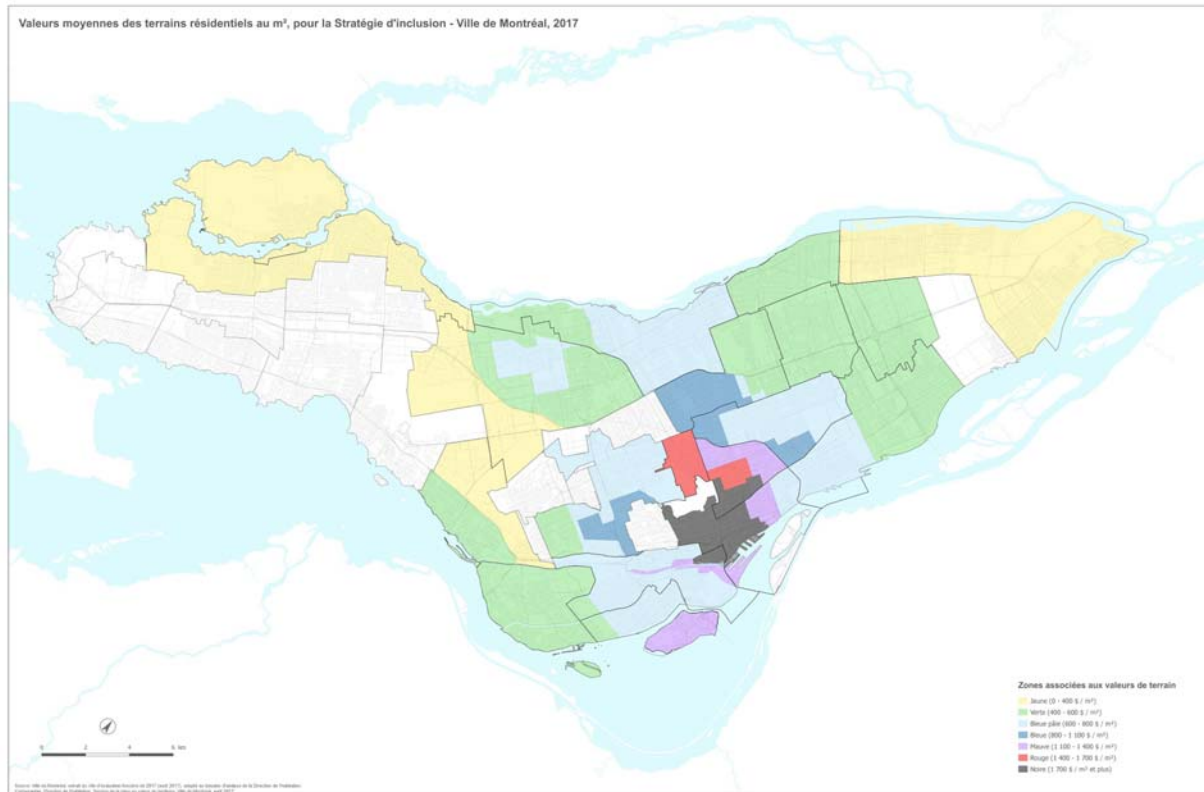 Valeurs moyennes des terrains résidentiels au m², pour la Stratégie d'inclusion - Ville de Montréal, 2017
Zones associées aux valeurs de terrain
Jaune (0 - 400 $ / m²)
Verte (400 - 600 $ / m²)
Bleue pâle (600 - 800 $ / m²)
Bleue (800 - 1 100 $ / m²)
Mauve (1 100 - 1 400 $ / m²)
Rouge (1 400 - 1 700 $ / m²)
Noire (1 700 $ / m² et plus)
0 2 4 6 km